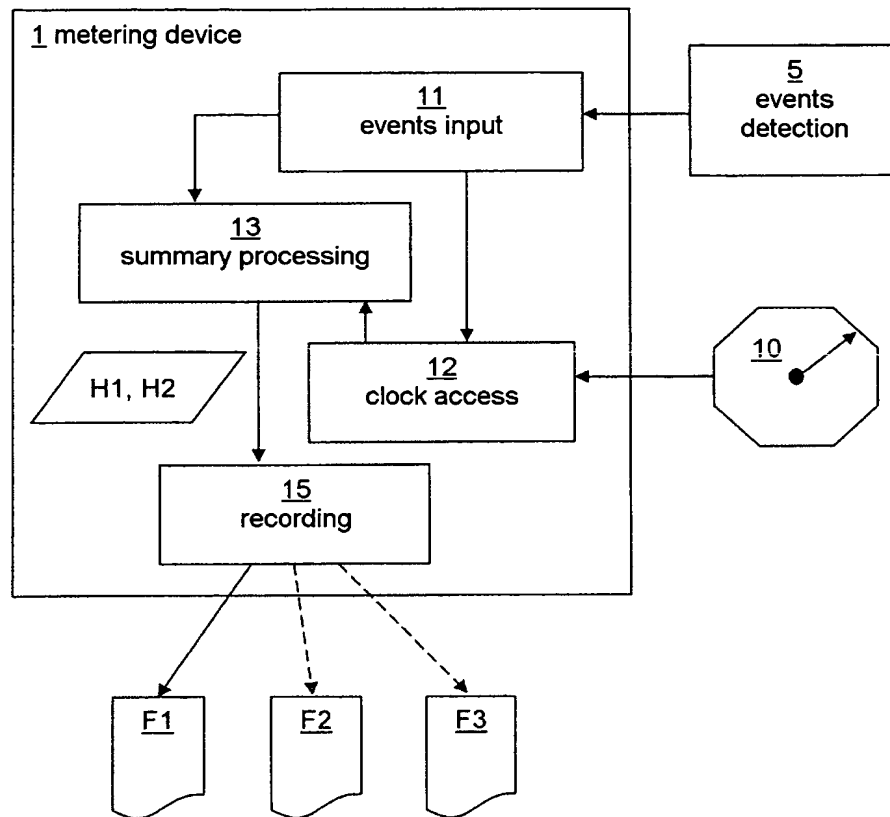 1 metering device
11
events input
5
events
detection
13
summary processing
10
12
clock access
H1, H2
15
recording
F1
F2
F3